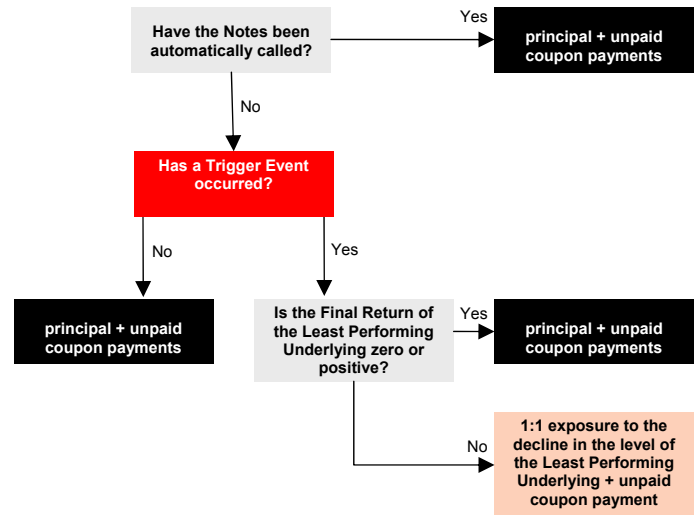 Have the Notes been
automatically called?
Yes
principal + unpaid
coupon payments
No
Has a Trigger Event
occurred?
No
Yes
principal + unpaid
coupon payments
Is the Final Return of
the Least Performing
Underlying zero or
positive?
Yes
principal + unpaid
coupon payments
No
1:1 exposure to the
decline in the level of
the Least Performing
Underlying + unpaid
coupon payment